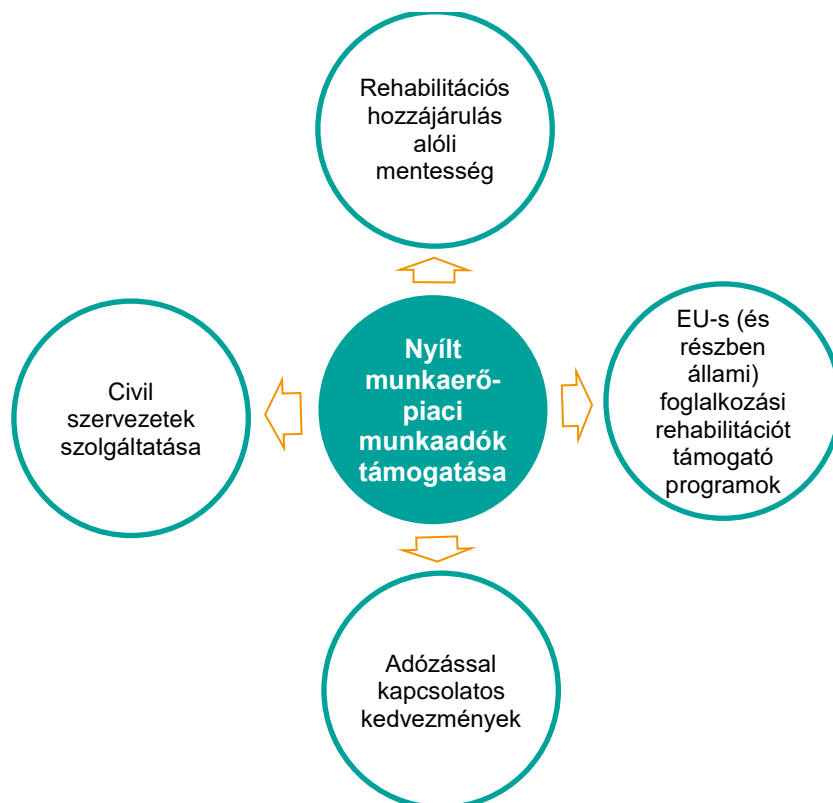 Rehabilitációs
hozzájárulás
alóli
mentesség
Civil
szervezetek
szolgáltatása
Nyílt
munkaerő-
piaci
munkaadók
támogatása
EU-s (és
részben
állami)
foglalkozási
rehabilitációt
támogató
programok
Adózással
kapcsolatos
kedvezmények